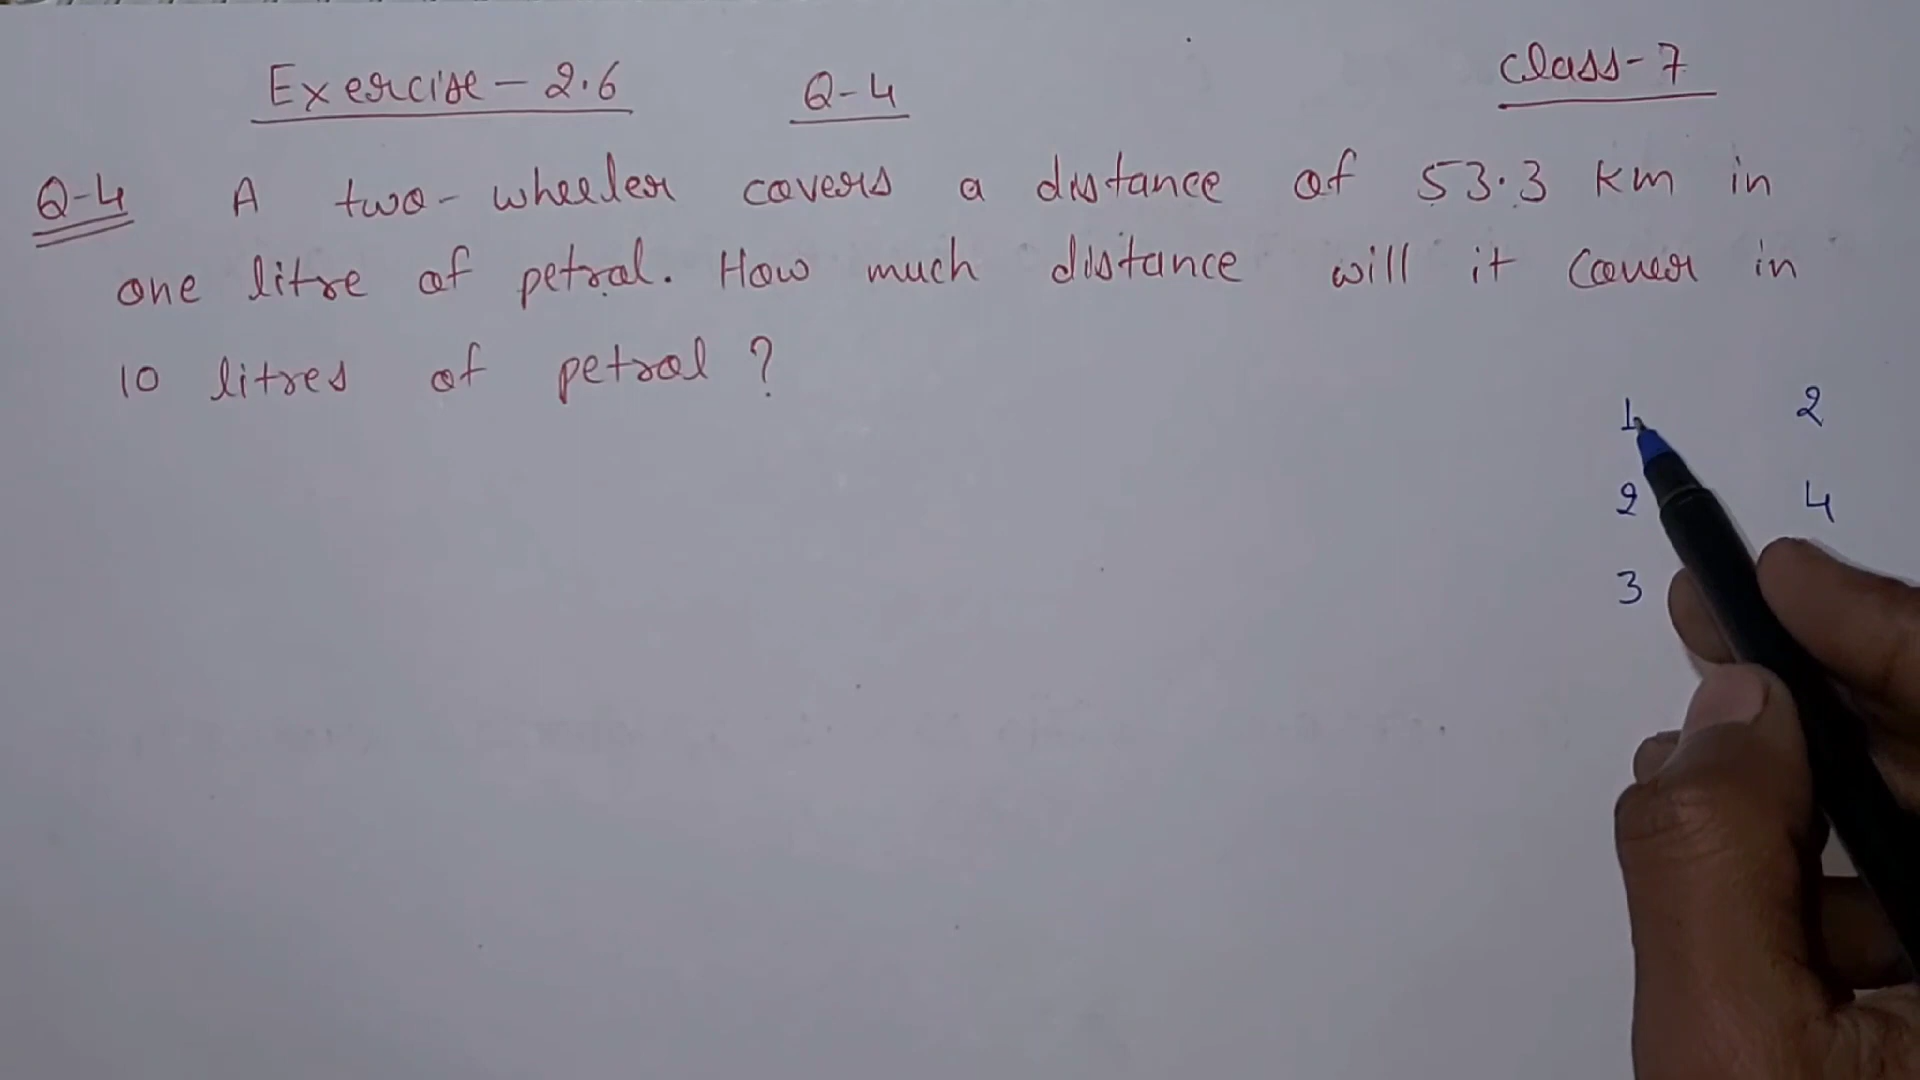 Exercise - 2.6 Q-4 Class-7
Q-4 A two-wheeler covers a distance of 53.3 km in
one litre of petrol. How much distance will it cover in
10 litres of petrol ?
1 2
2 4
3